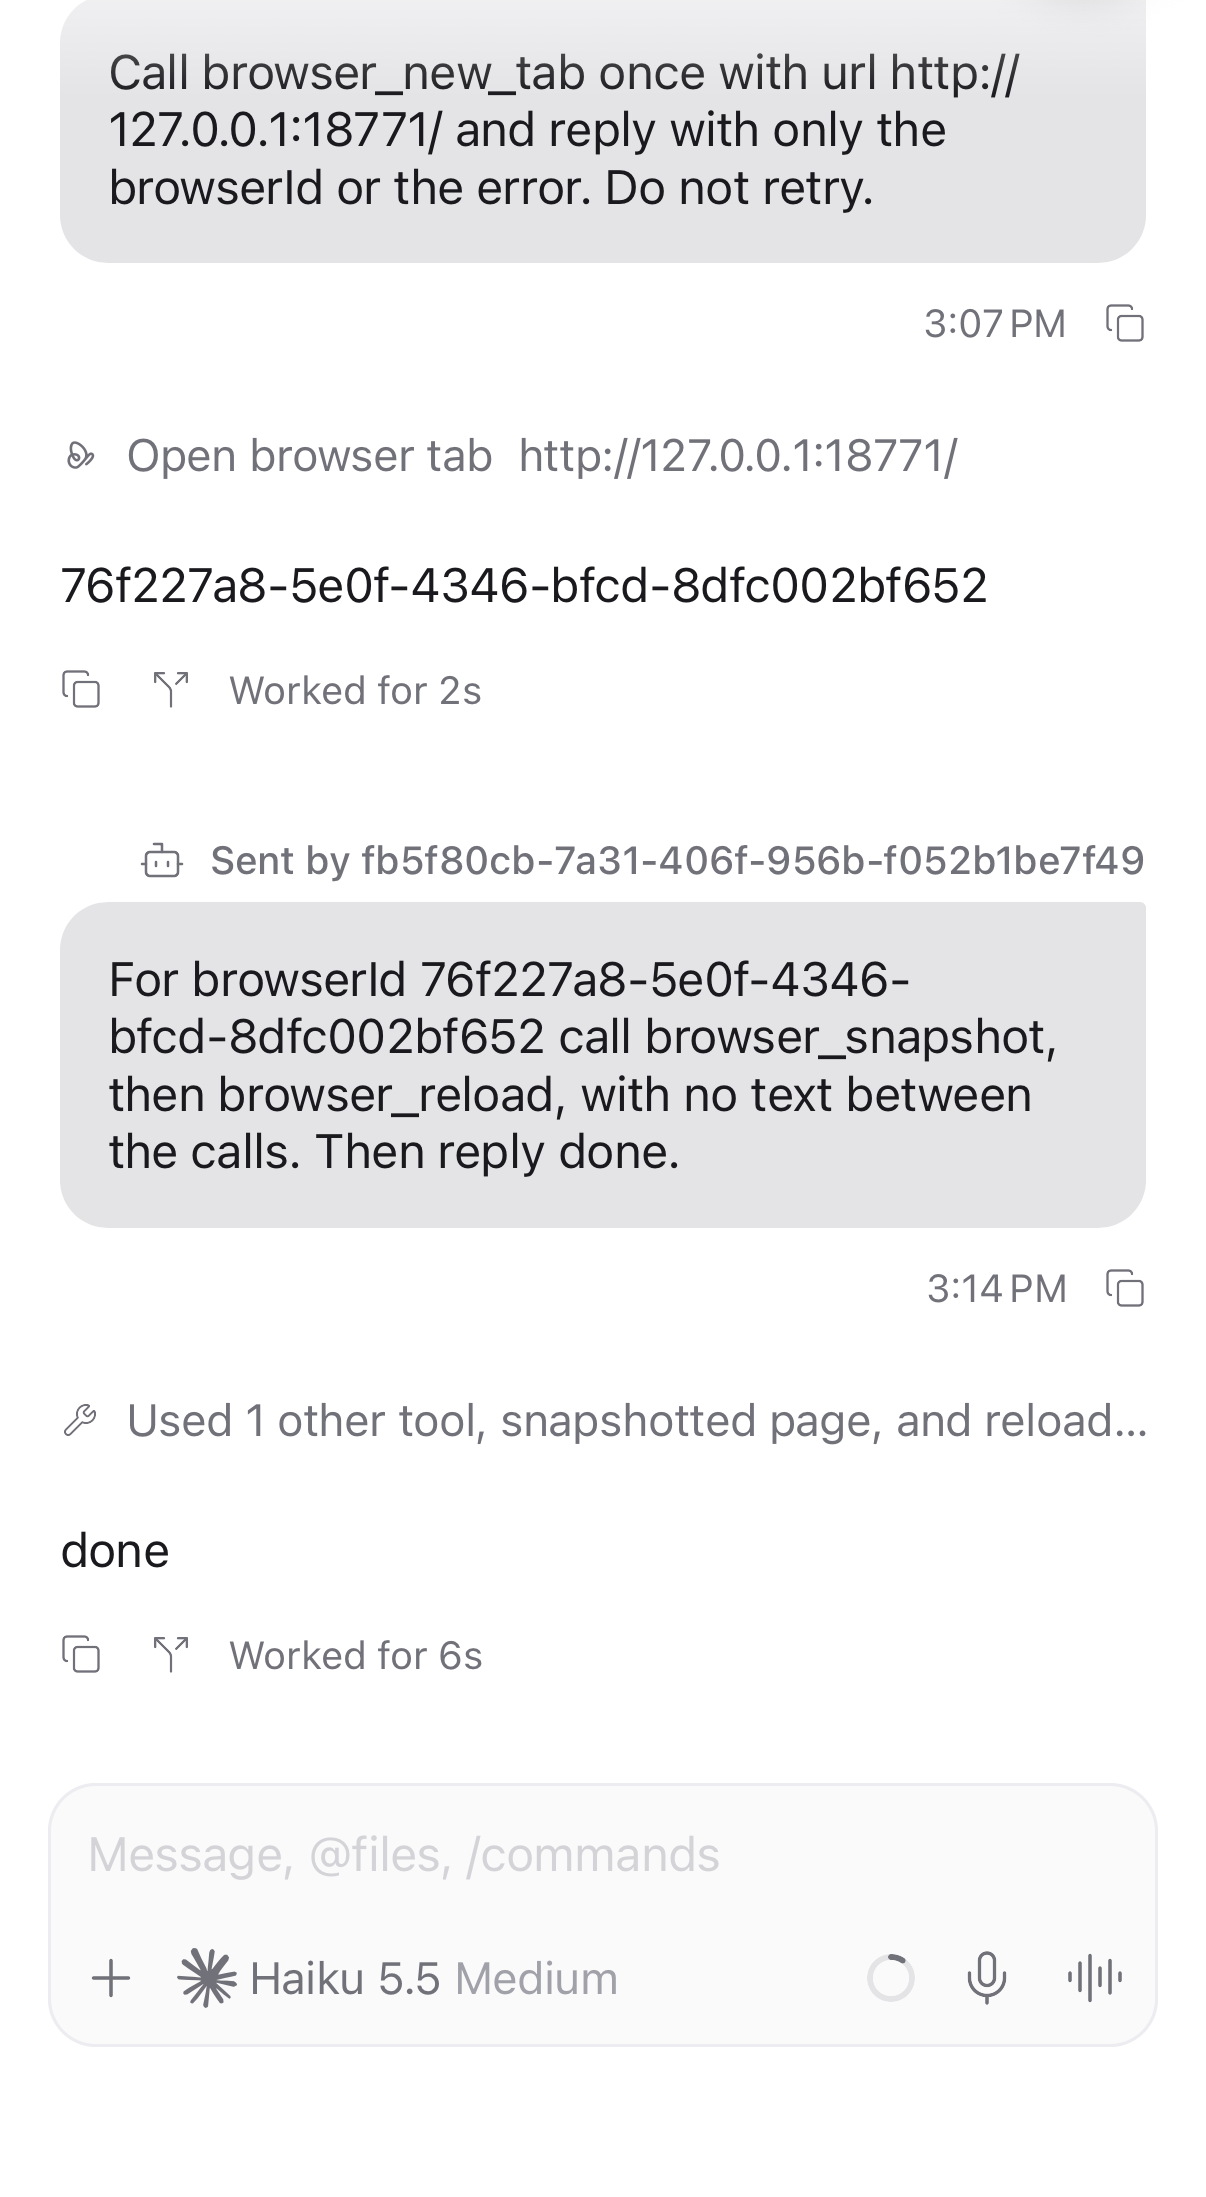 Call browser_new_tab once with url http://
127.0.0.1:18771/ and reply with only the
browserId or the error. Do not retry.
3:07 PM
Open browser tab http://127.0.0.1:18771/
76f227a8-5e0f-4346-bfcd-8dfc002bf652
Worked for 2s
Sent by fb5f80cb-7a31-406f-956b-f052b1be7f49
For browserId 76f227a8-5e0f-4346-
bfcd-8dfc002bf652 call browser_snapshot,
then browser_reload, with no text between
the calls. Then reply done.
3:14 PM
Used 1 other tool, snapshotted page, and reload...
done
Worked for 6s
Message, @files, /commands
Haiku 5.5 Medium